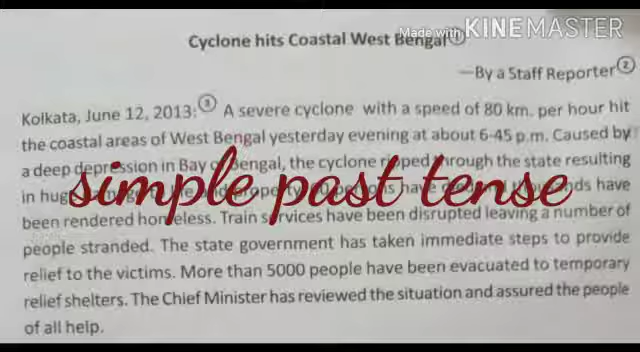 Made with KINEMASTER
Cyclone hits Coastal West Bengal ①
—By a Staff Reporter ②
Kolkata, June 12, 2013: ③ A severe cyclone with a speed of 80 km. per hour hit
the coastal areas of West Bengal yesterday evening at about 6-45 p.m. Caused by
a deep depression in Bay of Bengal, the cyclone ripped through the state resulting
in have have
simple past tense
been rendered homeless. Train services have been disrupted leaving a number of
people stranded. The state government has taken immediate steps to provide
relief to the victims. More than 5000 people have been evacuated to temporary
relief shelters. The Chief Minister has reviewed the situation and assured the people
of all help.